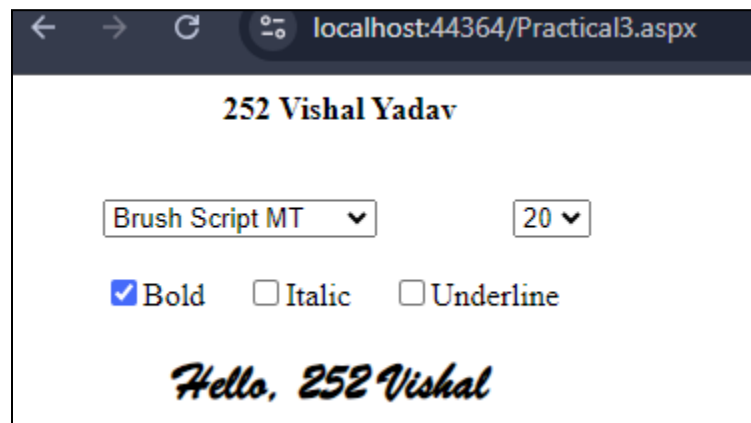 localhost:44364/Practical3.aspx
252 Vishal Yadav
Brush Script MT 20
Bold Italic Underline
Hello, 252 Vishal